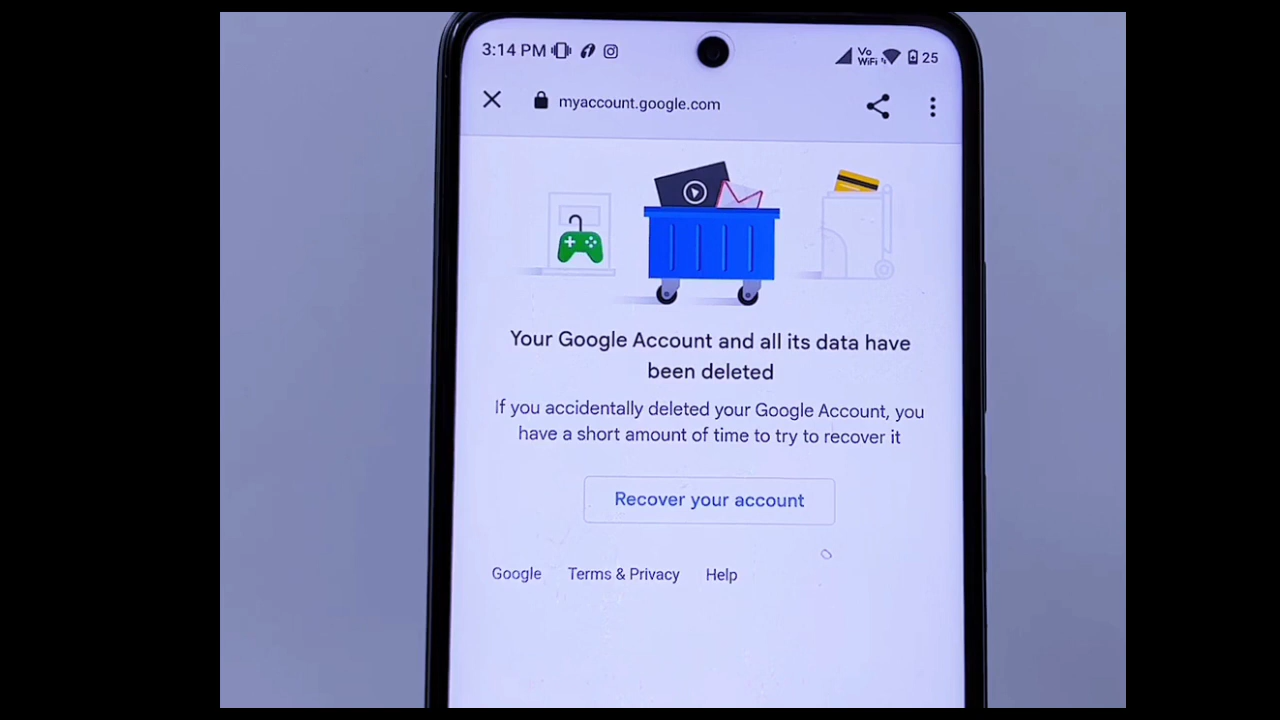 3:14 PM
Vo
WiFi
25
myaccount.google.com
Your Google Account and all its data have
been deleted
If you accidentally deleted your Google Account, you
have a short amount of time to try to recover it
Recover your account
Google Terms & Privacy Help